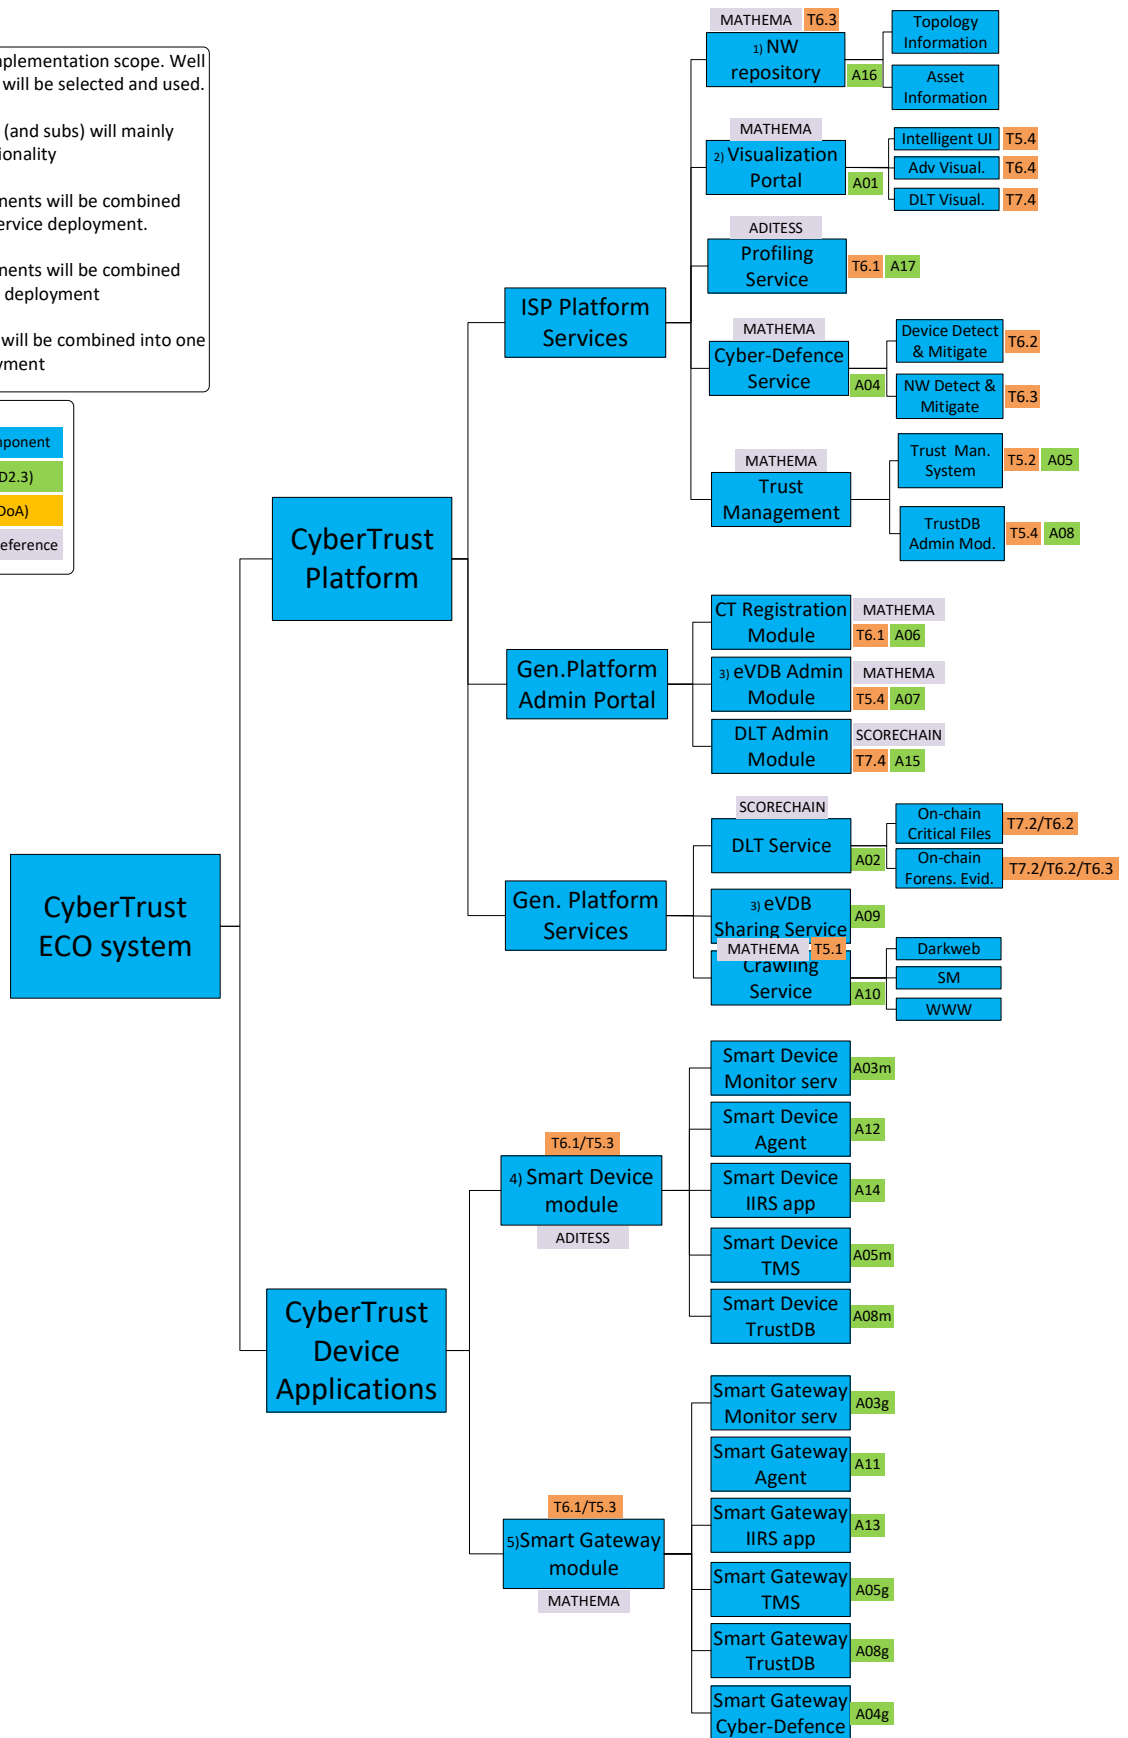 nplementation scope. Well
will be selected and used.
(and subs) will mainly
ionality
nents will be combined
ervice deployment.
nents will be combined
deployment
will be combined into one
yment
nponent
D2.3)
DoA)
eference
CyberTrust
ECO system
CyberTrust
Platform
ISP Platform
Services
MATHEMA T6.3
1) NW
repository
A16
Topology
Information
Asset
Information
MATHEMA
2) Visualization
Portal
A01
Intelligent UI T5.4
Adv Visual. T6.4
DLT Visual. T7.4
ADITESS
Profiling
Service
T6.1 A17
MATHEMA
Cyber-Defence
Service
A04
Device Detect
& Mitigate
T6.2
NW Detect &
Mitigate
T6.3
MATHEMA
Trust
Management
Trust Man.
System
T5.2 A05
TrustDB
Admin Mod.
T5.4 A08
Gen.Platform
Admin Portal
CT Registration
Module
MATHEMA
T6.1 A06
3) eVDB Admin
Module
MATHEMA
T5.4 A07
DLT Admin
Module
SCORECHAIN
T7.4 A15
Gen. Platform
Services
SCORECHAIN
DLT Service
A02
On-chain
Critical Files
T7.2/T6.2
On-chain
Forens. Evid.
T7.2/T6.2/T6.3
3) eVDB
Sharing Service
A09
MATHEMA T5.1
Crawling
Service
A10
Darkweb
SM
WWW
CyberTrust
Device
Applications
T6.1/T5.3
4) Smart Device
module
ADITESS
Smart Device
Monitor serv
A03m
Smart Device
Agent
A12
Smart Device
IIRS app
A14
Smart Device
TMS
A05m
Smart Device
TrustDB
A08m
T6.1/T5.3
5)Smart Gateway
module
MATHEMA
Smart Gateway
Monitor serv
A03g
Smart Gateway
Agent
A11
Smart Gateway
IIRS app
A13
Smart Gateway
TMS
A05g
Smart Gateway
TrustDB
A08g
Smart Gateway
Cyber-Defence
A04g